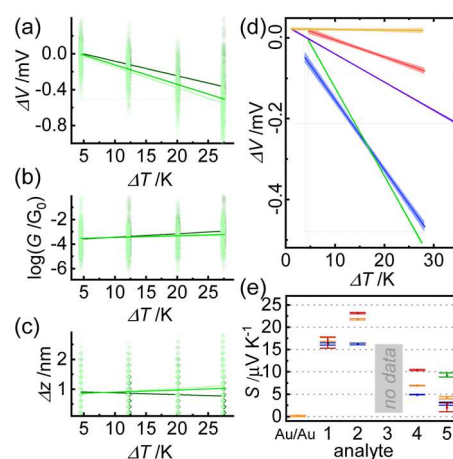 (a)
0.0
-0.4
-0.8
ΔV /mV
5 10 15 20 25
ΔT /K
(b)
-2
-4
-6
log(G /G0)
5 10 15 20 25
ΔT /K
(c)
2
1
Δz /nm
5 10 15 20 25
ΔT /K
(d)
0.0
-0.2
-0.4
ΔV /mV
0 10 20 30
ΔT /K
(e)
25
20
15
10
5
0
S /μV K⁻¹
no data
Au/Au 1 2 3 4 5
analyte